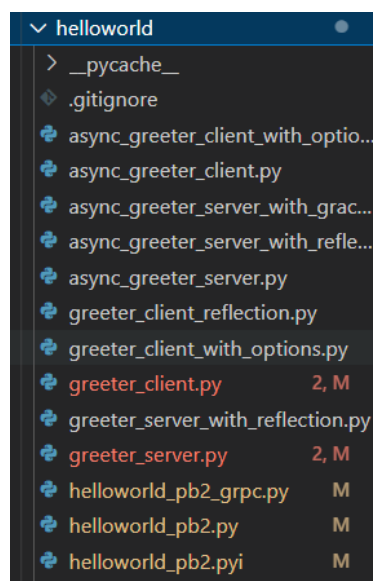 helloworld
__pycache__
.gitignore
async_greeter_client_with_optio...
async_greeter_client.py
async_greeter_server_with_grac...
async_greeter_server_with_refle...
async_greeter_server.py
greeter_client_reflection.py
greeter_client_with_options.py
greeter_client.py 2, M
greeter_server_with_reflection.py
greeter_server.py 2, M
helloworld_pb2_grpc.py M
helloworld_pb2.py M
helloworld_pb2.pyi M